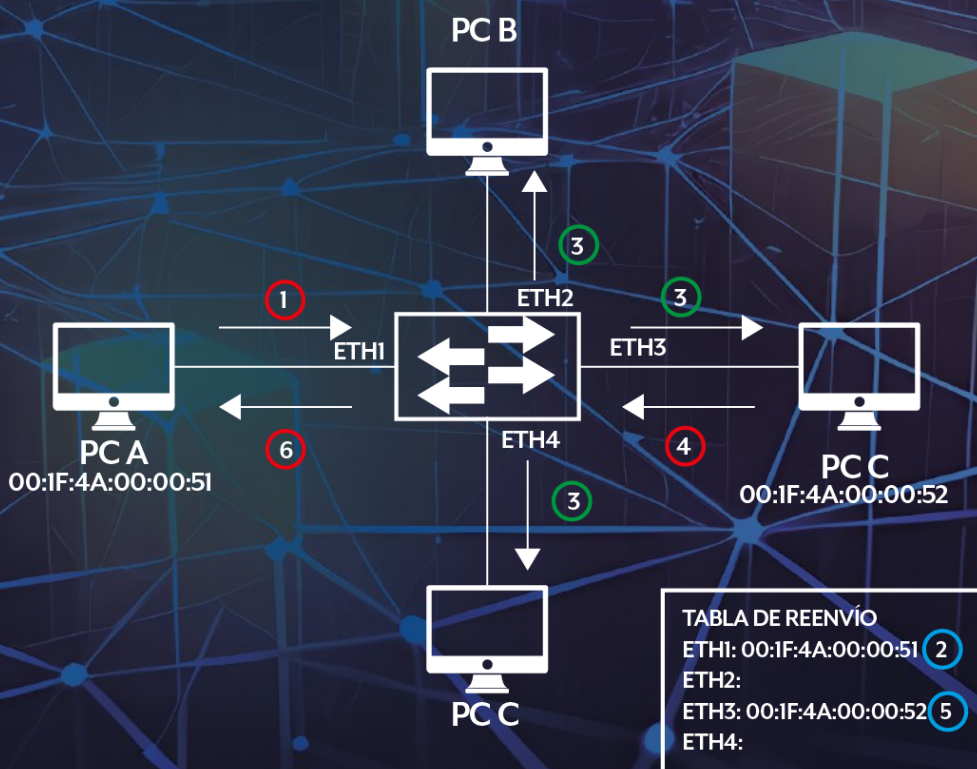 PC B
3
ETH2
1
3
ETH1
ETH3
ETH4
6
4
PC A
00:1F:4A:00:00:51
PC C
00:1F:4A:00:00:52
3
PC C
TABLA DE REENVÍO
ETH1: 00:1F:4A:00:00:51 2
ETH2:
ETH3: 00:1F:4A:00:00:52 5
ETH4: